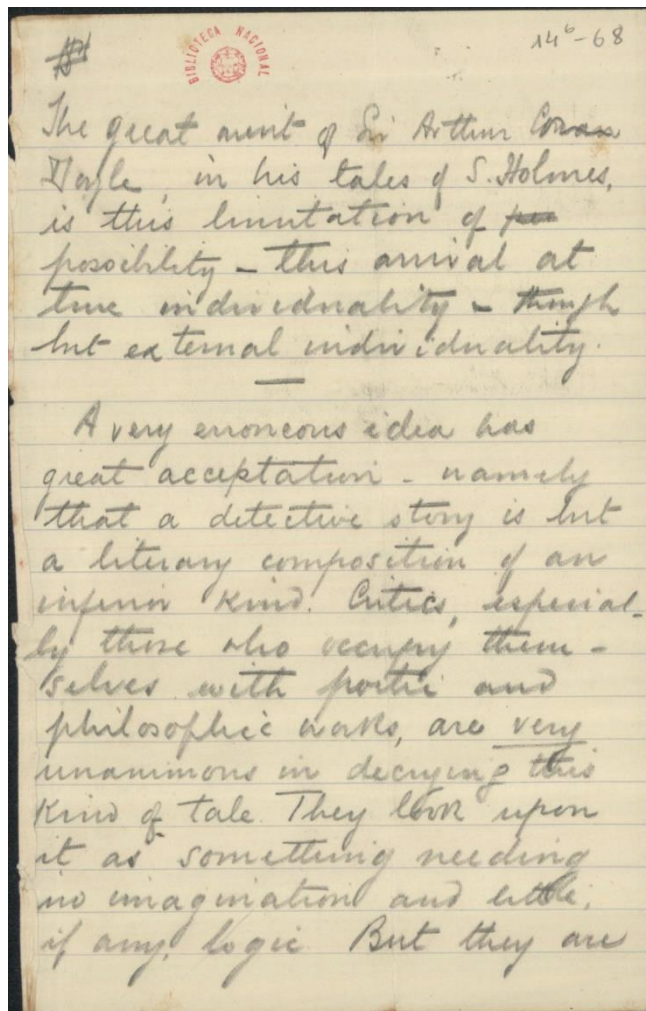 14⁶-68
BIBLIOTECA NACIONAL
The great merit of Sir Arthur Conan
Doyle, in his tales of S. Holmes,
is this limitation of
possibility - this arrival at
true individuality - though
but external individuality.
A very erroneous idea has
great acceptation - namely
that a detective story is but
a literary composition of an
inferior kind. Critics, especial-
ly those who occupy them-
selves with poetic and
philosophic works, are very
unanimous in decrying this
kind of tale. They look upon
it as something needing
no imagination and little,
if any, logic. But they are